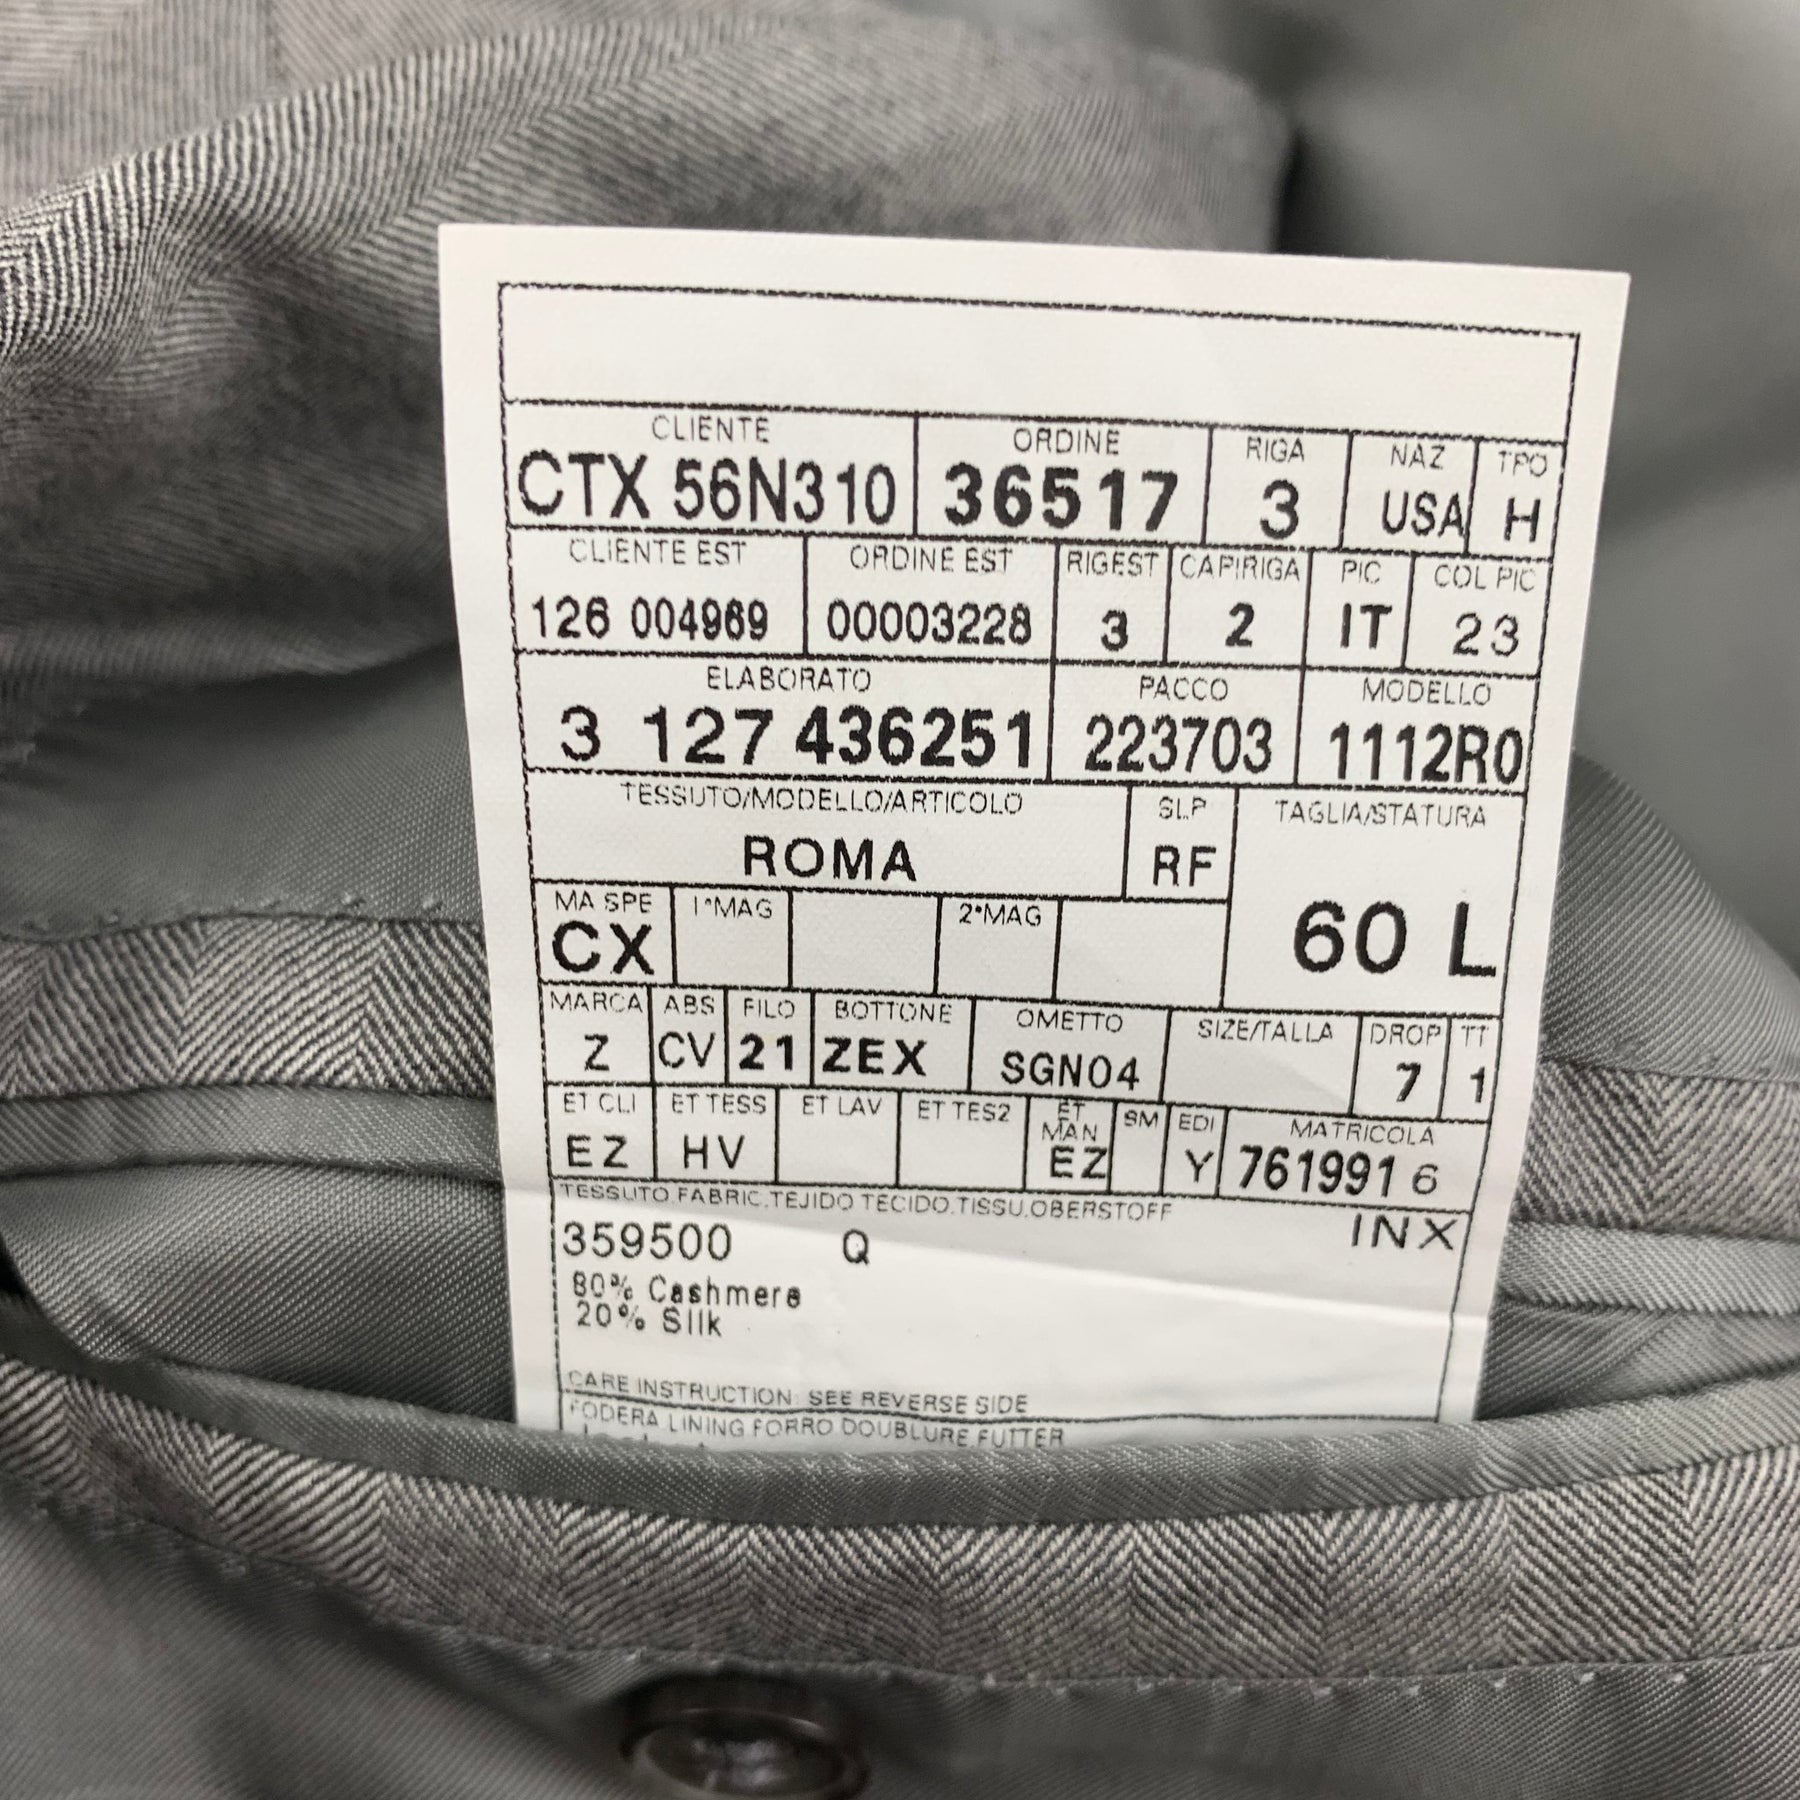 CLIENTE ORDINE RIGA NAZ TPO
CTX 56N310 36517 3 USA H
CLIENTE EST ORDINE EST RIGEST CAPIRIGA PIC COL PIC
126 004969 00003228 3 2 IT 23
ELABORATO PACCO MODELLO
3 127 436251 223703 1112R0
TESSUTO/MODELLO/ARTICOLO SLP TAGLIA/STATURA
ROMA RF
60 L
MA SPE 1°MAG 2°MAG
CX
MARCA ABS FILO BOTTONE OMETTO SIZE/TALLA DROP TT
Z CV 21 ZEX SGN04 7 1
ET CLI ET TESS ET LAV ET TES2 ET MAN SM EDI MATRICOLA
EZ HV EZ Y 761991 6
TESSUTO.FABRIC.TEJIDO TECIDO.TISSU.OBERSTOFF
359500 Q INX
80% Cashmere
20% Silk
CARE INSTRUCTION: SEE REVERSE SIDE
FODERA LINING FORRO DOUBLURE FUTTER